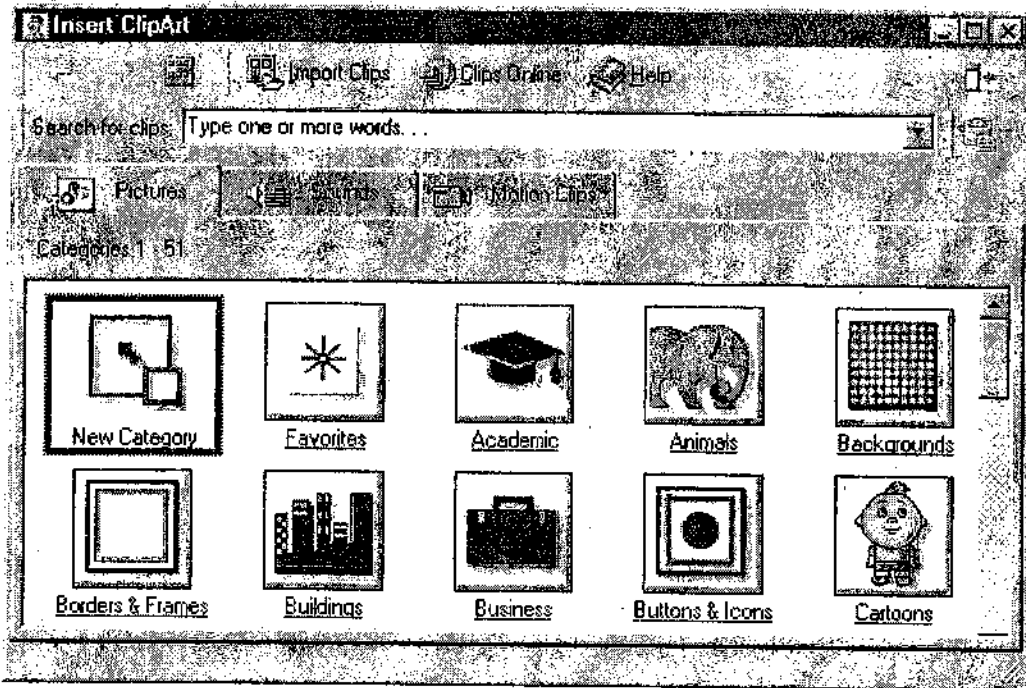 Insert ClipArt
Import Clips Clips Online Help
Search for clips: Type one or more words. . .
Pictures Sounds Motion Clips
Categories 1 - 51
New Category Favorites Academic Animals Backgrounds
Borders & Frames Buildings Business Buttons & Icons Cartoons